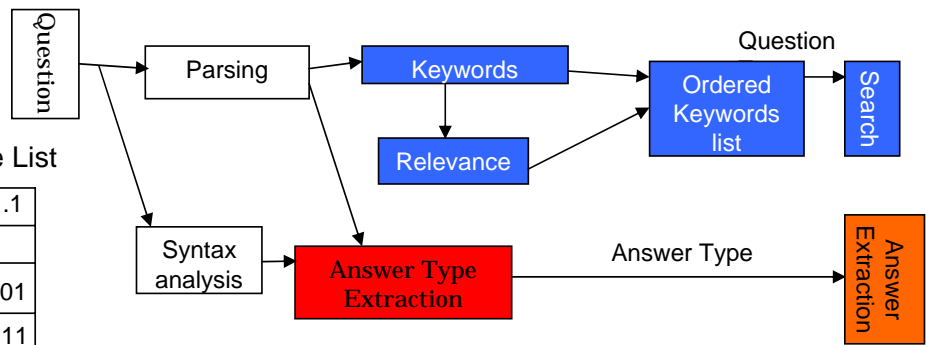 Question
Parsing
Keywords
Question
Ordered
Keywords
list
Search
Relevance
e List
.1
01
11
Syntax
analysis
Answer Type
Extraction
Answer Type
Answer
Extraction